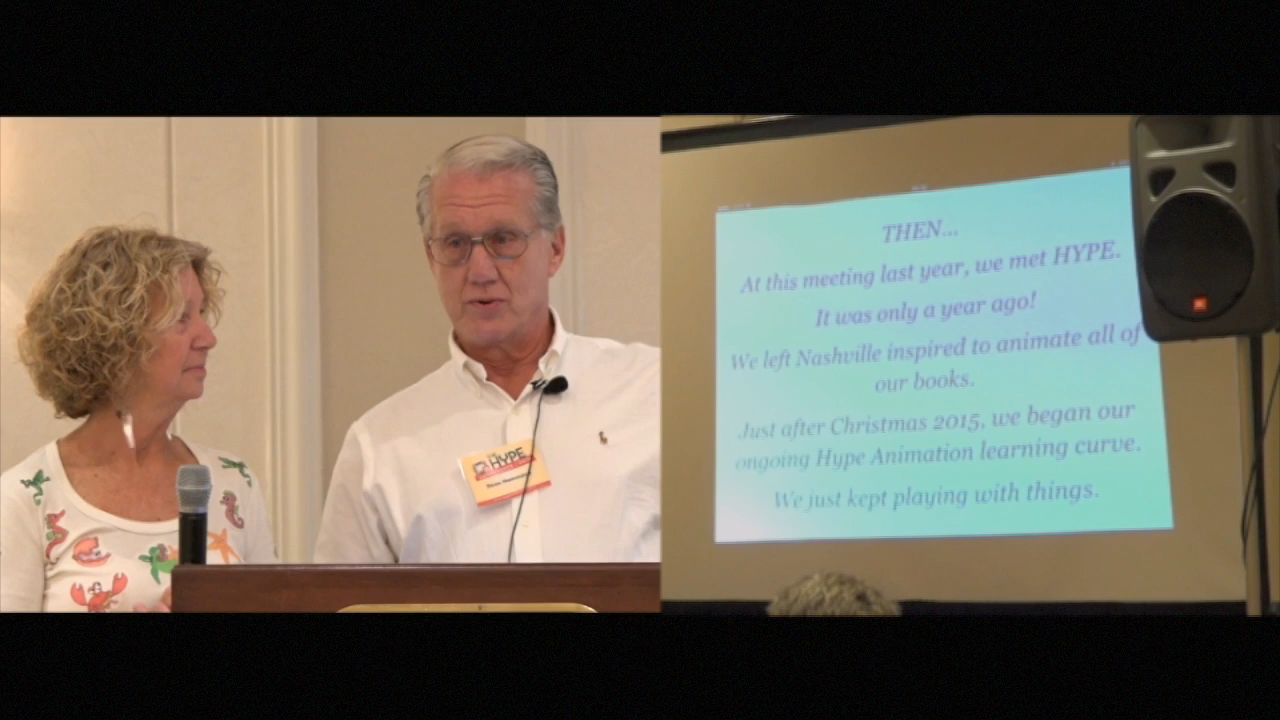 THEN...
At this meeting last year, we met HYPE.
It was only a year ago!
We left Nashville inspired to animate all of
our books.
Just after Christmas 2015, we began our
ongoing Hype Animation learning curve.
We just kept playing with things.
HYPE
JBL